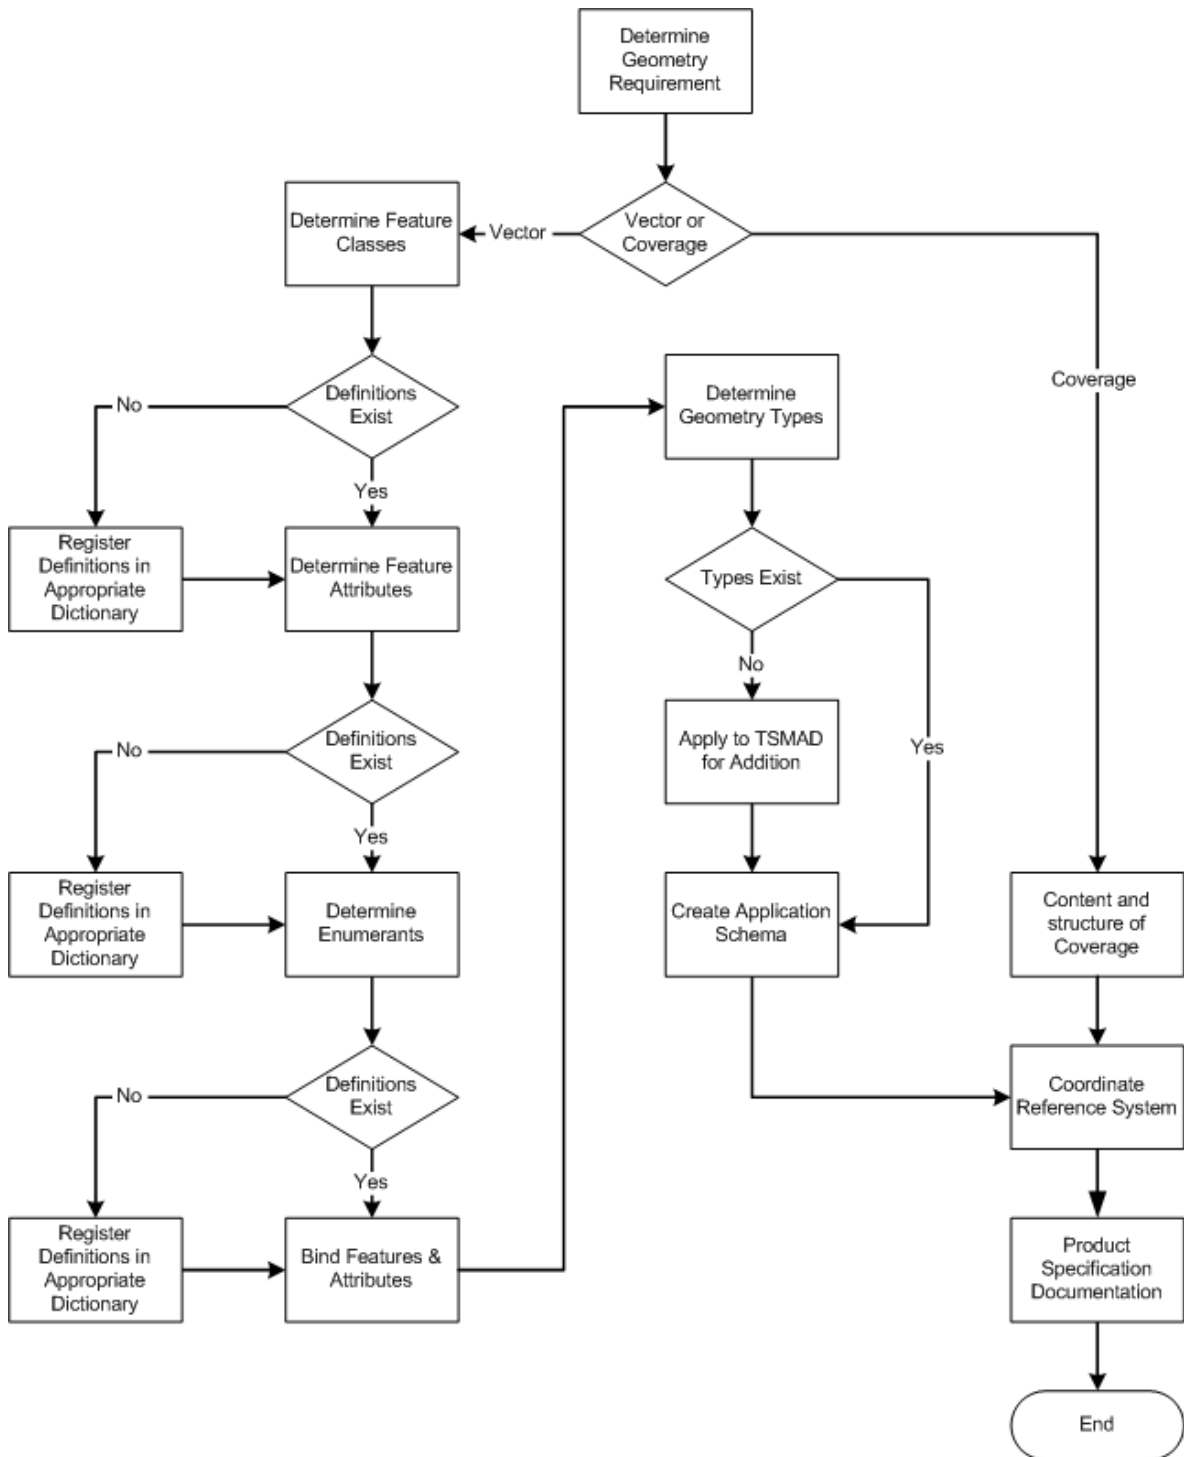 Determine
Geometry
Requirement
Vector or
Coverage
Vector
Determine Feature
Classes
Coverage
Definitions
Exist
No
Yes
Register
Definitions in
Appropriate
Dictionary
Determine Feature
Attributes
Definitions
Exist
No
Yes
Register
Definitions in
Appropriate
Dictionary
Determine
Enumerants
Definitions
Exist
No
Yes
Register
Definitions in
Appropriate
Dictionary
Bind Features &
Attributes
Determine
Geometry Types
Types Exist
No
Yes
Apply to TSMAD
for Addition
Create Application
Schema
Content and
structure of
Coverage
Coordinate
Reference System
Product
Specification
Documentation
End